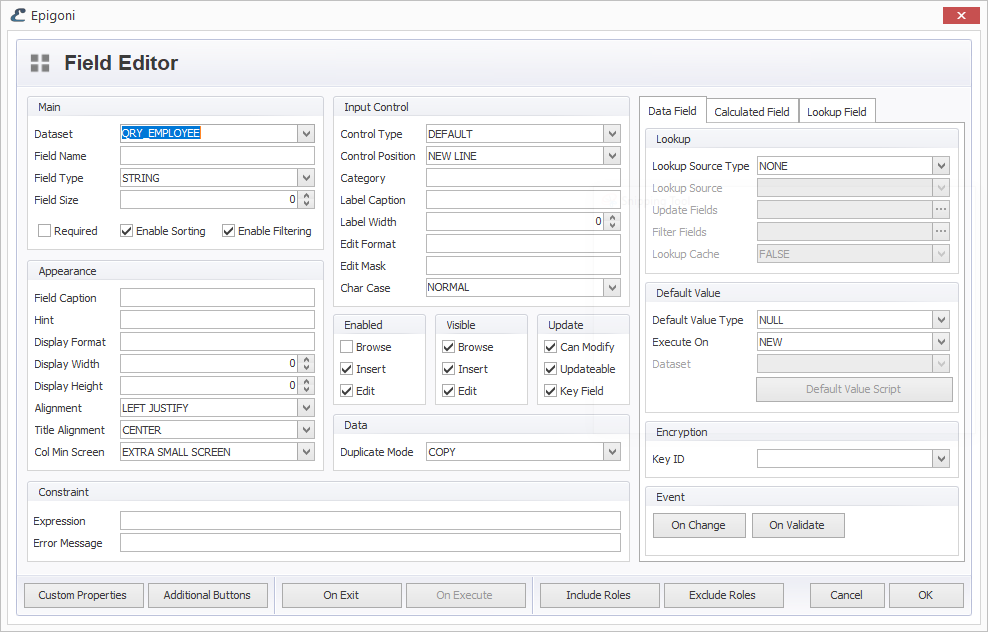 Epigoni
Field Editor
Main
Dataset QRY_EMPLOYEE
Field Name
Field Type STRING
Field Size 0
Required Enable Sorting Enable Filtering
Appearance
Field Caption
Hint
Display Format
Display Width 0
Display Height 0
Alignment LEFT JUSTIFY
Title Alignment CENTER
Col Min Screen EXTRA SMALL SCREEN
Input Control
Control Type DEFAULT
Control Position NEW LINE
Category
Label Caption
Label Width 0
Edit Format
Edit Mask
Char Case NORMAL
Enabled
Browse
Insert
Edit
Visible
Browse
Insert
Edit
Update
Can Modify
Updateable
Key Field
Data
Duplicate Mode COPY
Constraint
Expression
Error Message
Data Field Calculated Field Lookup Field
Lookup
Lookup Source Type NONE
Lookup Source
Update Fields ...
Filter Fields ...
Lookup Cache FALSE
Default Value
Default Value Type NULL
Execute On NEW
Dataset
Default Value Script
Encryption
Key ID
Event
On Change On Validate
Custom Properties Additional Buttons On Exit On Execute Include Roles Exclude Roles Cancel OK